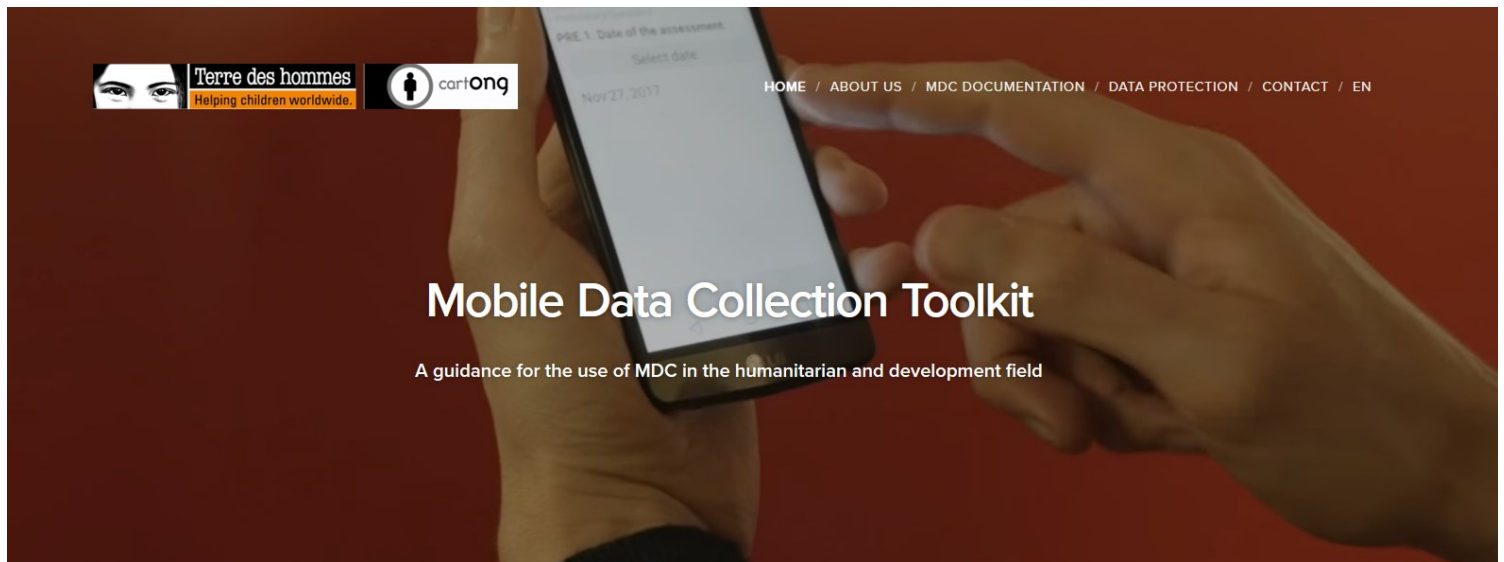 PRE.1. Date of the assessment
Select date
Nov 27, 2017
Terre des hommes
Helping children worldwide.
cartONG
HOME / ABOUT US / MDC DOCUMENTATION / DATA PROTECTION / CONTACT / EN
Mobile Data Collection Toolkit
A guidance for the use of MDC in the humanitarian and development field
LG